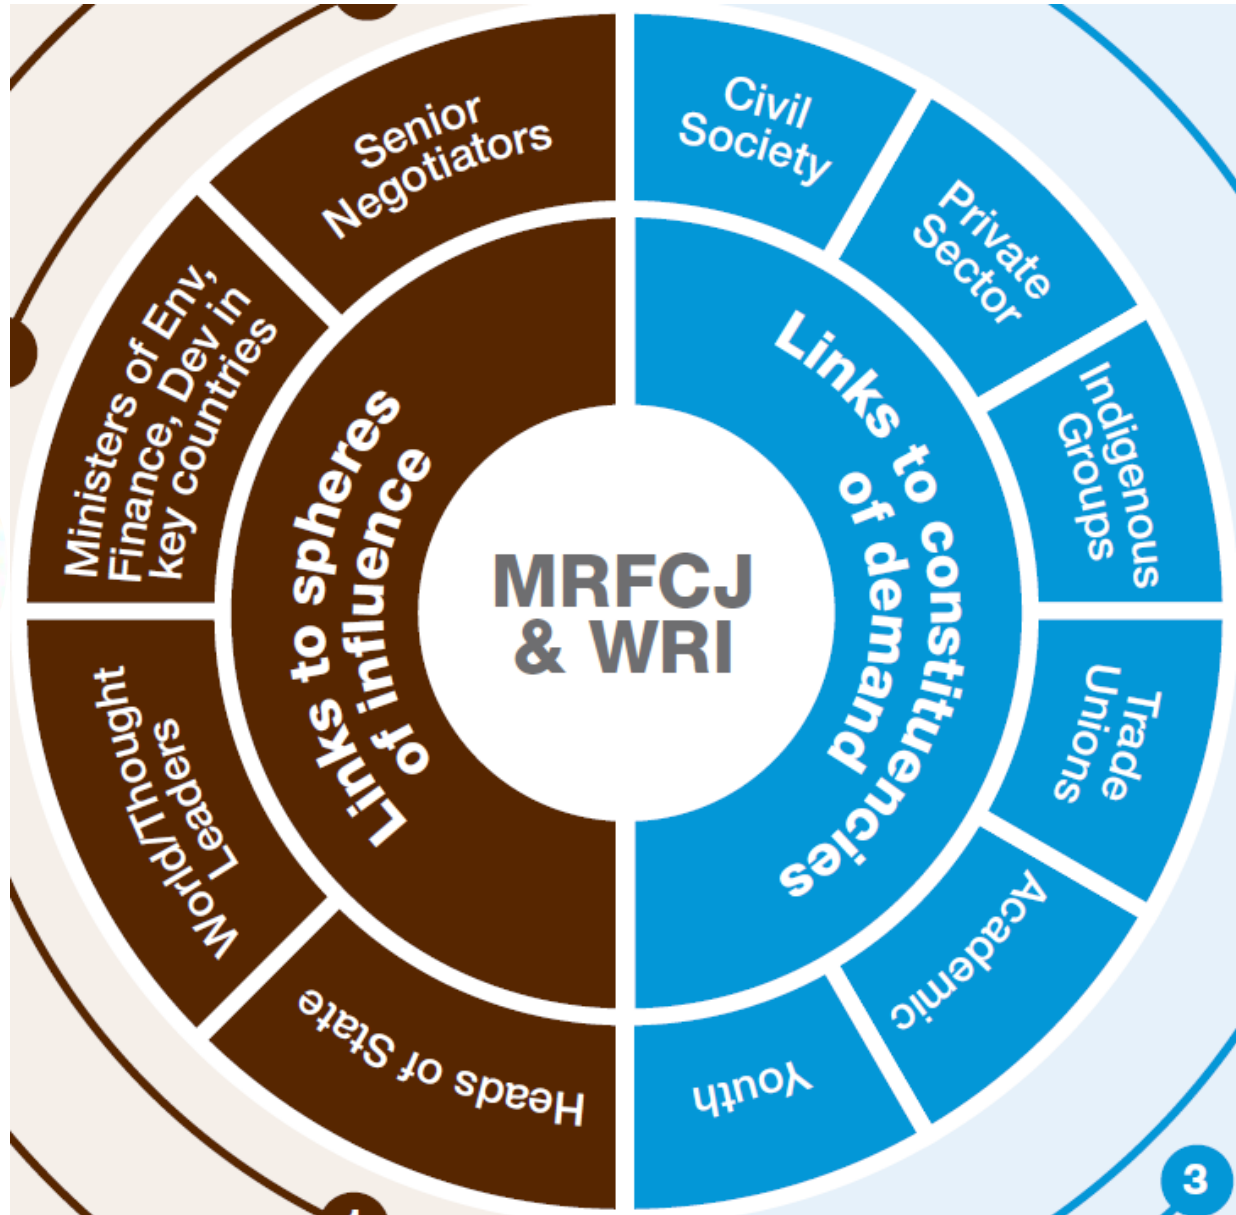 Senior
Negotiators
Ministers of Env,
Finance, Dev in
key countries
World/Thought
Leaders
Heads of State
Links to spheres
of influence
MRFCJ
& WRI
Links to constituencies
of demand
Civil
Society
Private
Sector
Indigenous
Groups
Trade
Unions
Academic
Youth
3